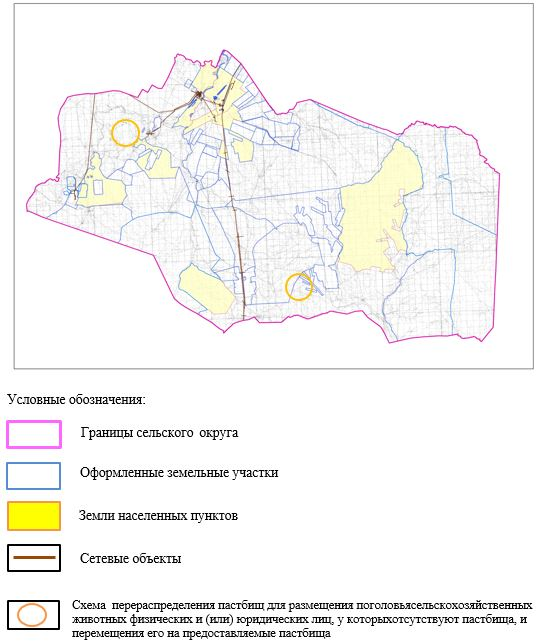 Условные обозначения:
Границы сельского округа
Оформленные земельные участки
Земли населенных пунктов
Сетевые объекты
Схема перераспределения пастбищ для размещения поголовьясельскохозяйственных
животных физических и (или) юридических лиц, у которыхотсутствуют пастбища, и
перемещения его на предоставляемые пастбища